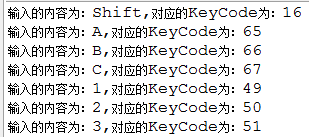 输入的内容为：Shift,对应的KeyCode为：16
输入的内容为：A,对应的KeyCode为：65
输入的内容为：B,对应的KeyCode为：66
输入的内容为：C,对应的KeyCode为：67
输入的内容为：1,对应的KeyCode为：49
输入的内容为：2,对应的KeyCode为：50
输入的内容为：3,对应的KeyCode为：51